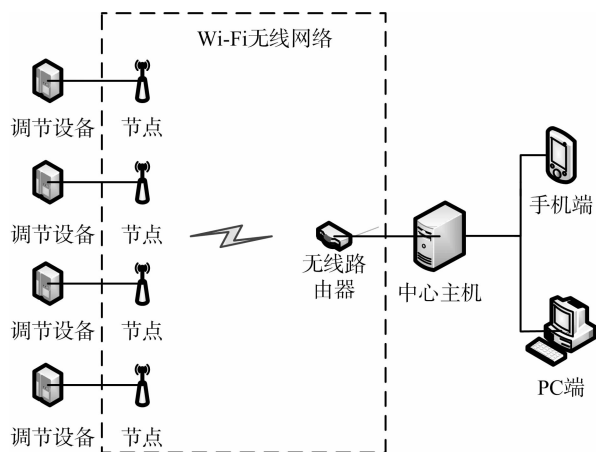 Wi-Fi无线网络
调节设备
节点
调节设备
节点
调节设备
节点
调节设备
节点
无线路
由器
中心主机
手机端
PC端